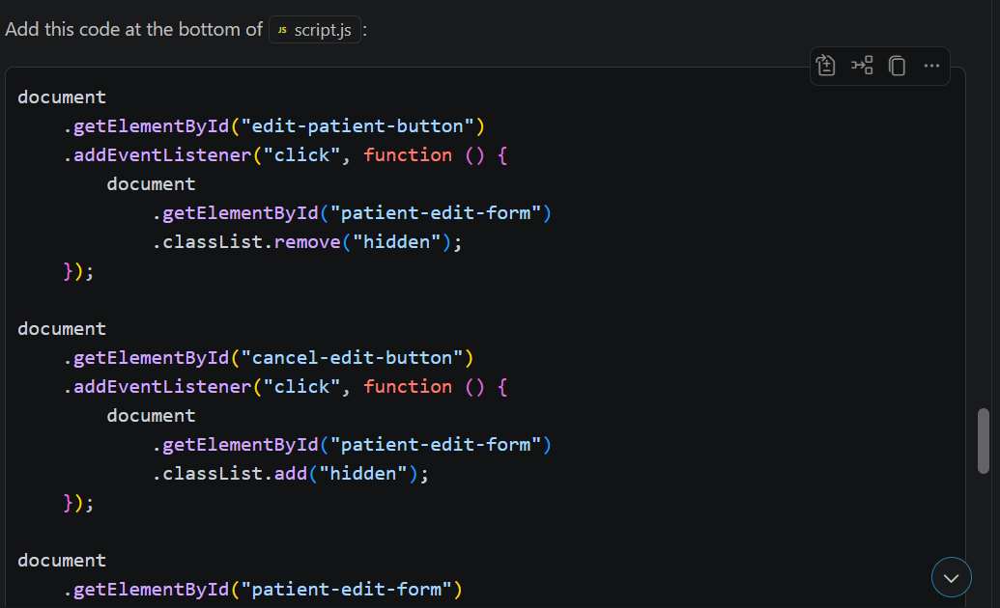 Add this code at the bottom of JS script.js :
document
.getElementById("edit-patient-button")
.addEventListener("click", function () {
document
.getElementById("patient-edit-form")
.classList.remove("hidden");
});
document
.getElementById("cancel-edit-button")
.addEventListener("click", function () {
document
.getElementById("patient-edit-form")
.classList.add("hidden");
});
document
.getElementById("patient-edit-form")